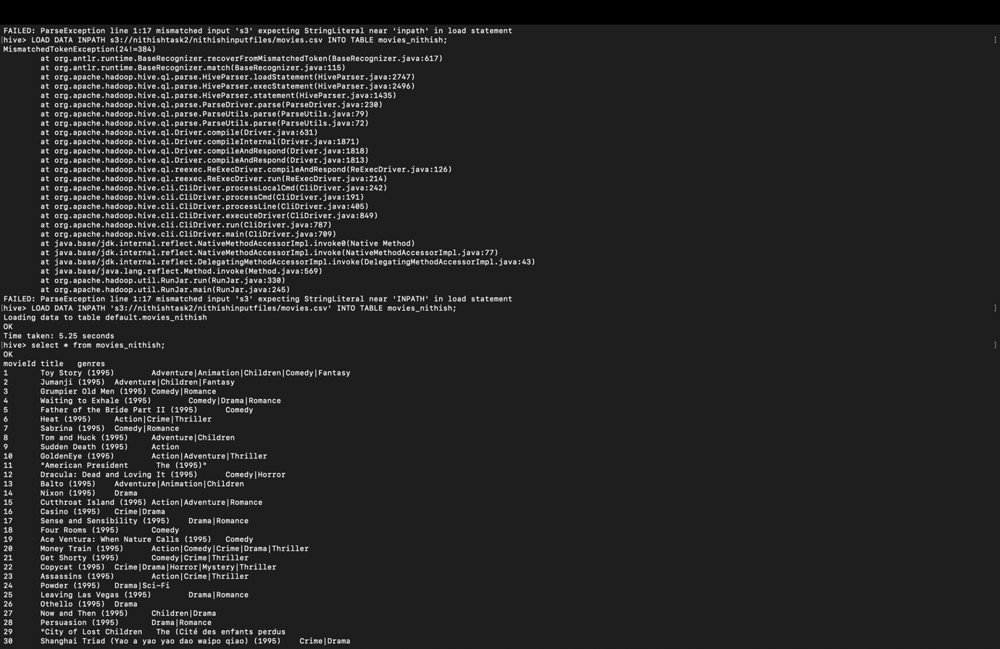 FAILED: ParseException line 1:17 mismatched input 's3' expecting StringLiteral near 'inpath' in load statement
[hive> LOAD DATA INPATH s3://nithishtask2/nithishinputfiles/movies.csv INTO TABLE movies_nithish; ]
MismatchedTokenException(24!=384)
at org.antlr.runtime.BaseRecognizer.recoverFromMismatchedToken(BaseRecognizer.java:617)
at org.antlr.runtime.BaseRecognizer.match(BaseRecognizer.java:115)
at org.apache.hadoop.hive.ql.parse.HiveParser.loadStatement(HiveParser.java:2747)
at org.apache.hadoop.hive.ql.parse.HiveParser.execStatement(HiveParser.java:2496)
at org.apache.hadoop.hive.ql.parse.HiveParser.statement(HiveParser.java:1435)
at org.apache.hadoop.hive.ql.parse.ParseDriver.parse(ParseDriver.java:230)
at org.apache.hadoop.hive.ql.parse.ParseUtils.parse(ParseUtils.java:79)
at org.apache.hadoop.hive.ql.parse.ParseUtils.parse(ParseUtils.java:72)
at org.apache.hadoop.hive.ql.Driver.compile(Driver.java:631)
at org.apache.hadoop.hive.ql.Driver.compileInternal(Driver.java:1871)
at org.apache.hadoop.hive.ql.Driver.compileAndRespond(Driver.java:1818)
at org.apache.hadoop.hive.ql.Driver.compileAndRespond(Driver.java:1813)
at org.apache.hadoop.hive.ql.reexec.ReExecDriver.compileAndRespond(ReExecDriver.java:126)
at org.apache.hadoop.hive.ql.reexec.ReExecDriver.run(ReExecDriver.java:214)
at org.apache.hadoop.hive.cli.CliDriver.processLocalCmd(CliDriver.java:242)
at org.apache.hadoop.hive.cli.CliDriver.processCmd(CliDriver.java:191)
at org.apache.hadoop.hive.cli.CliDriver.processLine(CliDriver.java:405)
at org.apache.hadoop.hive.cli.CliDriver.executeDriver(CliDriver.java:849)
at org.apache.hadoop.hive.cli.CliDriver.run(CliDriver.java:787)
at org.apache.hadoop.hive.cli.CliDriver.main(CliDriver.java:709)
at java.base/jdk.internal.reflect.NativeMethodAccessorImpl.invoke0(Native Method)
at java.base/jdk.internal.reflect.NativeMethodAccessorImpl.invoke(NativeMethodAccessorImpl.java:77)
at java.base/jdk.internal.reflect.DelegatingMethodAccessorImpl.invoke(DelegatingMethodAccessorImpl.java:43)
at java.base/java.lang.reflect.Method.invoke(Method.java:569)
at org.apache.hadoop.util.RunJar.run(RunJar.java:330)
at org.apache.hadoop.util.RunJar.main(RunJar.java:245)
FAILED: ParseException line 1:17 mismatched input 's3' expecting StringLiteral near 'INPATH' in load statement
[hive> LOAD DATA INPATH 's3://nithishtask2/nithishinputfiles/movies.csv' INTO TABLE movies_nithish; ]
Loading data to table default.movies_nithish
OK
Time taken: 5.25 seconds
[hive> select * from movies_nithish; ]
OK
movieId title genres
1 Toy Story (1995) Adventure|Animation|Children|Comedy|Fantasy
2 Jumanji (1995) Adventure|Children|Fantasy
3 Grumpier Old Men (1995) Comedy|Romance
4 Waiting to Exhale (1995) Comedy|Drama|Romance
5 Father of the Bride Part II (1995) Comedy
6 Heat (1995) Action|Crime|Thriller
7 Sabrina (1995) Comedy|Romance
8 Tom and Huck (1995) Adventure|Children
9 Sudden Death (1995) Action
10 GoldenEye (1995) Action|Adventure|Thriller
11 "American President The (1995)"
12 Dracula: Dead and Loving It (1995) Comedy|Horror
13 Balto (1995) Adventure|Animation|Children
14 Nixon (1995) Drama
15 Cutthroat Island (1995) Action|Adventure|Romance
16 Casino (1995) Crime|Drama
17 Sense and Sensibility (1995) Drama|Romance
18 Four Rooms (1995) Comedy
19 Ace Ventura: When Nature Calls (1995) Comedy
20 Money Train (1995) Action|Comedy|Crime|Drama|Thriller
21 Get Shorty (1995) Comedy|Crime|Thriller
22 Copycat (1995) Crime|Drama|Horror|Mystery|Thriller
23 Assassins (1995) Action|Crime|Thriller
24 Powder (1995) Drama|Sci-Fi
25 Leaving Las Vegas (1995) Drama|Romance
26 Othello (1995) Drama
27 Now and Then (1995) Children|Drama
28 Persuasion (1995) Drama|Romance
29 "City of Lost Children The (Cité des enfants perdus
30 Shanghai Triad (Yao a yao yao dao waipo qiao) (1995) Crime|Drama